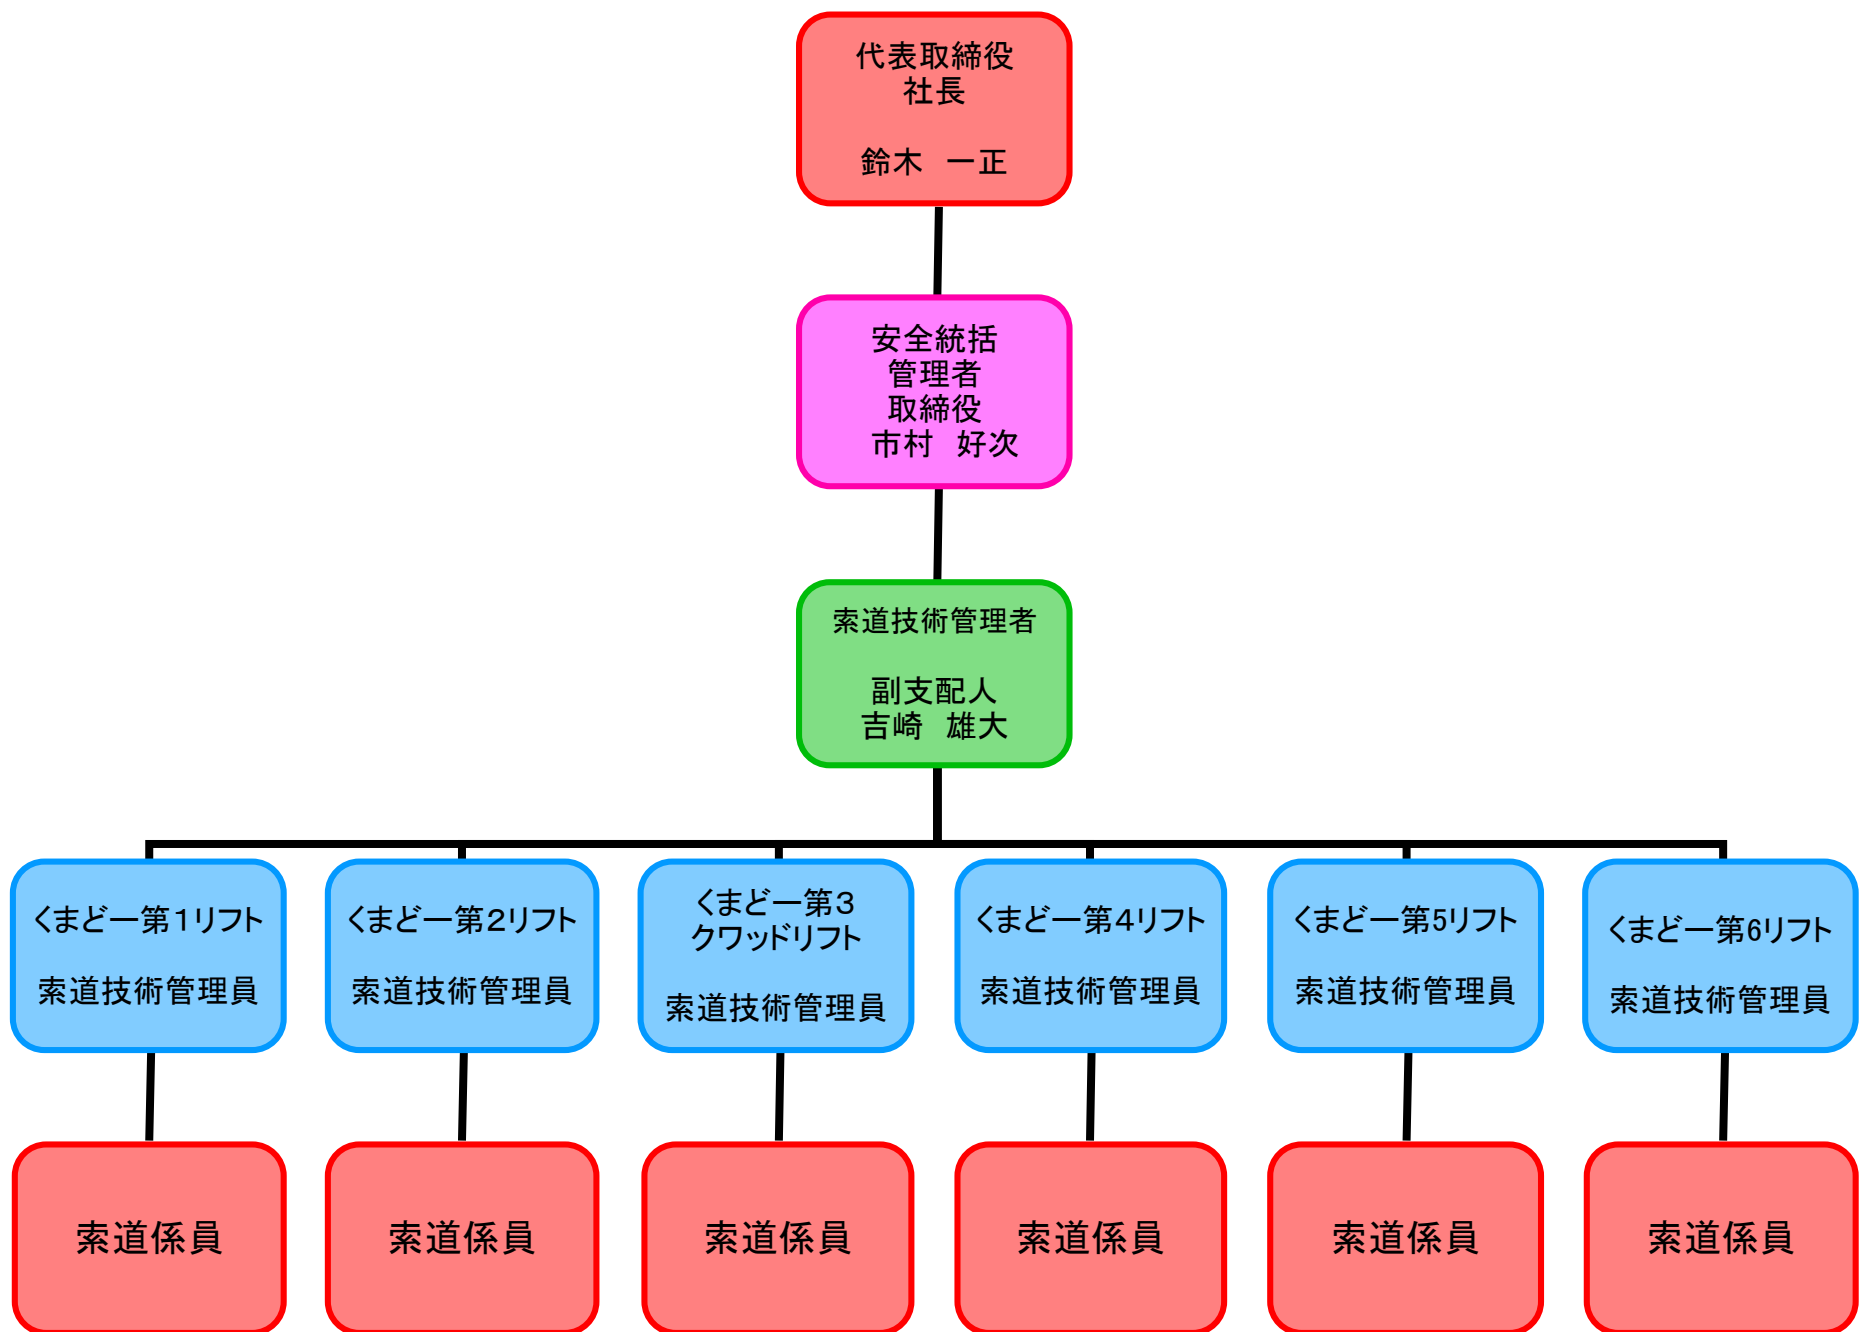 代表取締役
社長
鈴木　一正
安全統括
管理者
取締役
市村　好次
索道技術管理者
副支配人
吉崎　雄大
くまどー第１リフト
索道技術管理員
くまどー第２リフト
索道技術管理員
くまどー第３
クワッドリフト
索道技術管理員
くまどー第４リフト
索道技術管理員
くまどー第5リフト
索道技術管理員
くまどー第6リフト
索道技術管理員
索道係員
索道係員
索道係員
索道係員
索道係員
索道係員